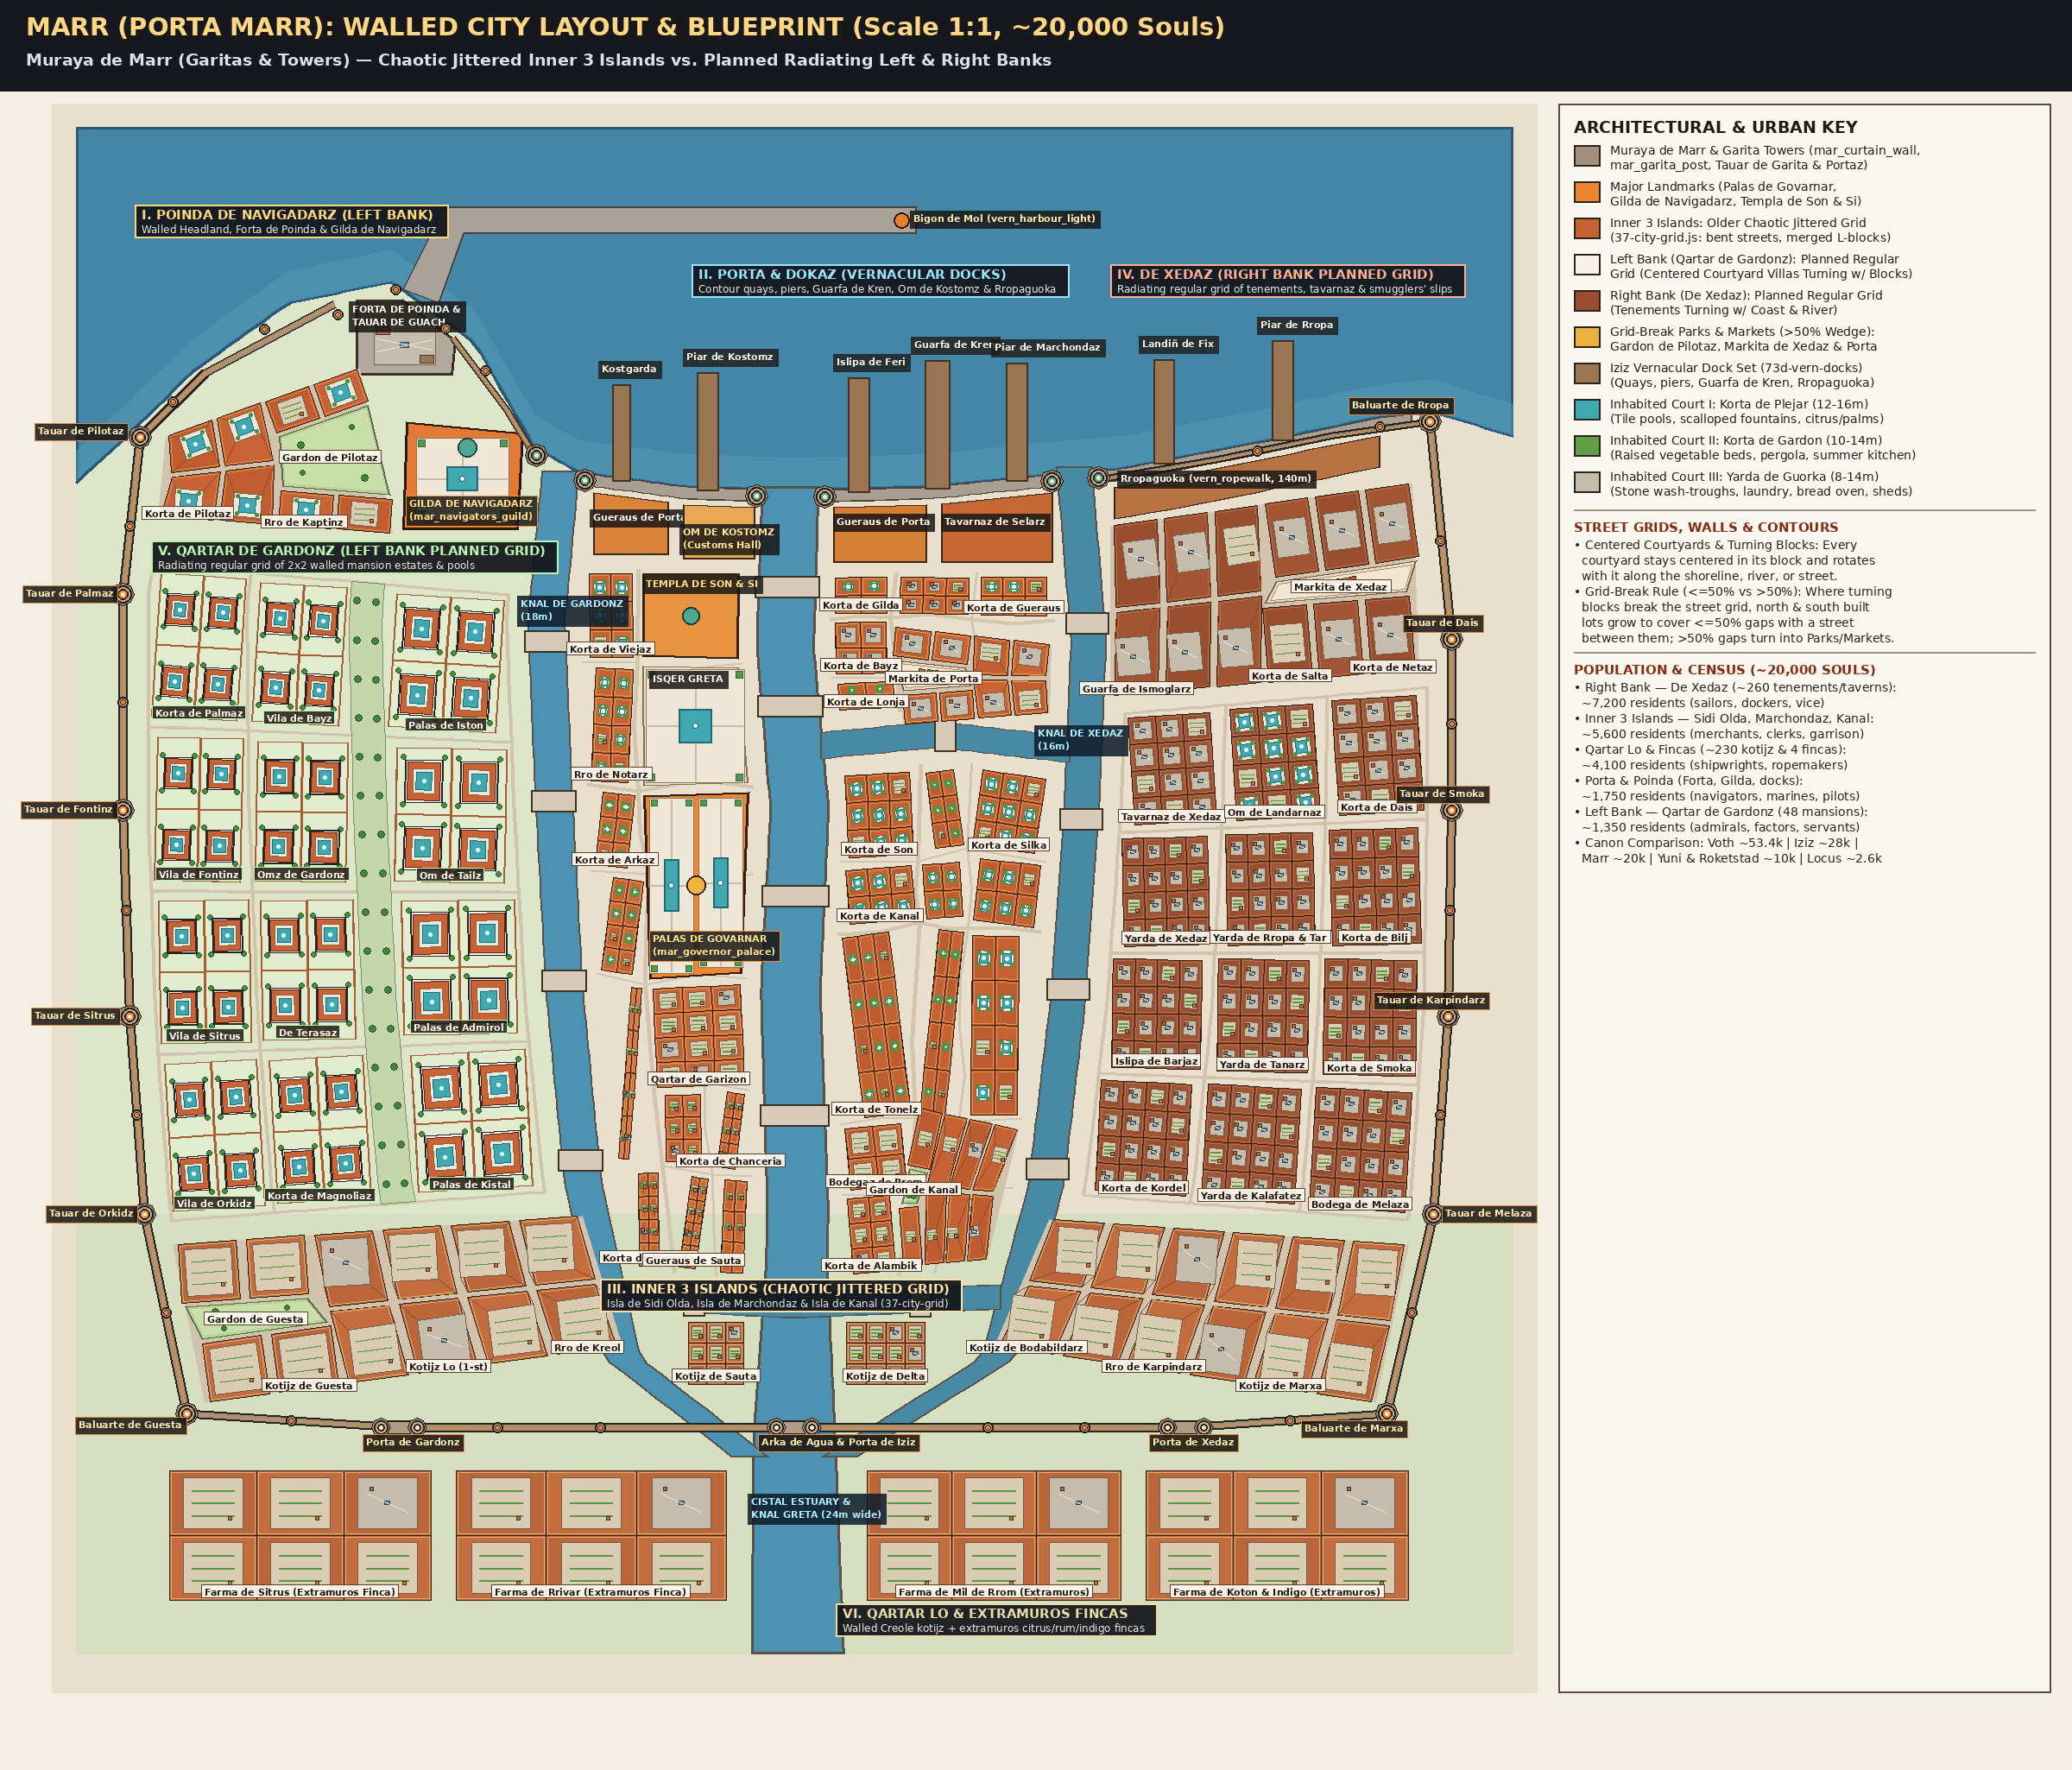 MARR (PORTA MARR): WALLED CITY LAYOUT & BLUEPRINT (Scale 1:1, ~20,000 Souls)
Muraya de Marr (Garitas & Towers) — Chaotic Jittered Inner 3 Islands vs. Planned Radiating Left & Right Banks
I. POINDA DE NAVIGADARZ (LEFT BANK)
Walled Headland, Forta de Poinda & Gilda de Navigadarz
Bigon de Mol (vern_harbour_light)
II. PORTA & DOKAZ (VERNACULAR DOCKS)
Contour quays, piers, Guarfa de Kren, Om de Kostomz & Rropaguoka
IV. DE XEDAZ (RIGHT BANK PLANNED GRID)
Radiating regular grid of tenements, tavarnaz & smugglers' slips
FORTA DE POINDA &
TAUAR DE GUACH
Kostgarda
Piar de Kostomz
Islipa de Feri
Guarfa de Kren
Piar de Marchondaz
Landiñ de Fix
Piar de Rropa
Baluarte de Rropa
Tauar de Pilotaz
Gardon de Pilotaz
Korta de Pilotaz
Rro de Kaptinz
GILDA DE NAVIGADARZ
(mar_navigators_guild)
Gueraus de Porta
OM DE KOSTOMZ
(Customs Hall)
Gueraus de Porta
Tavarnaz de Selarz
Rropaguoka (vern_ropewalk, 140m)
V. QARTAR DE GARDONZ (LEFT BANK PLANNED GRID)
Radiating regular grid of 2x2 walled mansion estates & pools
Tauar de Palmaz
KNAL DE GARDONZ
(18m)
TEMPLA DE SON & SI
Korta de Gilda
Korta de Gueraus
Markita de Xedaz
Tauar de Dais
Korta de Viejaz
Korta de Bayz
Markita de Porta
Korta de Netaz
Korta de Salta
Guarfa de Ismoglarz
ISQER GRETA
Korta de Lonja
Korta de Palmaz
Vila de Bayz
Palas de Iston
KNAL DE XEDAZ
(16m)
Rro de Notarz
Tauar de Fontinz
Tauar de Smoka
Tavarnaz de Xedaz
Om de Landarnaz
Korta de Dais
Korta de Arkaz
Korta de Son
Korta de Silka
Vila de Fontinz
Omz de Gardonz
Om de Tailz
Korta de Kanal
PALAS DE GOVARNAR
(mar_governor_palace)
Yarda de Xedaz
Yarda de Rropa & Tar
Korta de Bilj
Tauar de Sitrus
Tauar de Karpindarz
Vila de Sitrus
De Terasaz
Palas de Admirol
Islipa de Barjaz
Yarda de Tanarz
Korta de Smoka
Qartar de Garizon
Korta de Tonelz
Korta de Chanceria
Gardon de Kanal
Vila de Orkidz
Korta de Magnoliaz
Palas de Kistal
Korta de Kordel
Yarda de Kalafatez
Bodega de Melaza
Tauar de Orkidz
Tauar de Melaza
Gueraus de Sauta
Korta de Alambik
III. INNER 3 ISLANDS (CHAOTIC JITTERED GRID)
Isla de Sidi Olda, Isla de Marchondaz & Isla de Kanal (37-city-grid)
Gardon de Guesta
Rro de Kreol
Kotijz Lo (1-st)
Kotijz de Guesta
Kotijz de Sauta
Kotijz de Delta
Kotijz de Bodabildarz
Rro de Karpindarz
Kotijz de Marxa
Baluarte de Guesta
Porta de Gardonz
Arka de Agua & Porta de Iziz
Porta de Xedaz
Baluarte de Marxa
CISTAL ESTUARY &
KNAL GRETA (24m wide)
Farma de Sitrus (Extramuros Finca)
Farma de Rrivar (Extramuros Finca)
Farma de Mil de Rrom (Extramuros)
Farma de Koton & Indigo (Extramuros)
VI. QARTAR LO & EXTRAMUROS FINCAS
Walled Creole kotijz + extramuros citrus/rum/indigo fincas
ARCHITECTURAL & URBAN KEY
Muraya de Marr & Garita Towers (mar_curtain_wall,
mar_garita_post, Tauar de Garita & Portaz)
Major Landmarks (Palas de Govarnar,
Gilda de Navigadarz, Templa de Son & Si)
Inner 3 Islands: Older Chaotic Jittered Grid
(37-city-grid.js: bent streets, merged L-blocks)
Left Bank (Qartar de Gardonz): Planned Regular
Grid (Centered Courtyard Villas Turning w/ Blocks)
Right Bank (De Xedaz): Planned Regular Grid
(Tenements Turning w/ Coast & River)
Grid-Break Parks & Markets (>50% Wedge):
Gardon de Pilotaz, Markita de Xedaz & Porta
Iziz Vernacular Dock Set (73d-vern-docks)
(Quays, piers, Guarfa de Kren, Rropaguoka)
Inhabited Court I: Korta de Plejar (12-16m)
(Tile pools, scalloped fountains, citrus/palms)
Inhabited Court II: Korta de Gardon (10-14m)
(Raised vegetable beds, pergola, summer kitchen)
Inhabited Court III: Yarda de Guorka (8-14m)
(Stone wash-troughs, laundry, bread oven, sheds)
STREET GRIDS, WALLS & CONTOURS
• Centered Courtyards & Turning Blocks: Every
courtyard stays centered in its block and rotates
with it along the shoreline, river, or street.
• Grid-Break Rule (<=50% vs >50%): Where turning
blocks break the street grid, north & south built
lots grow to cover <=50% gaps with a street
between them; >50% gaps turn into Parks/Markets.
POPULATION & CENSUS (~20,000 SOULS)
• Right Bank — De Xedaz (~260 tenements/taverns):
~7,200 residents (sailors, dockers, vice)
• Inner 3 Islands — Sidi Olda, Marchondaz, Kanal:
~5,600 residents (merchants, clerks, garrison)
• Qartar Lo & Fincas (~230 kotijz & 4 fincas):
~4,100 residents (shipwrights, ropemakers)
• Porta & Poinda (Forta, Gilda, docks):
~1,750 residents (navigators, marines, pilots)
• Left Bank — Qartar de Gardonz (48 mansions):
~1,350 residents (admirals, factors, servants)
• Canon Comparison: Voth ~53.4k | Iziz ~28k |
Marr ~20k | Yuni & Roketstad ~10k | Locus ~2.6k